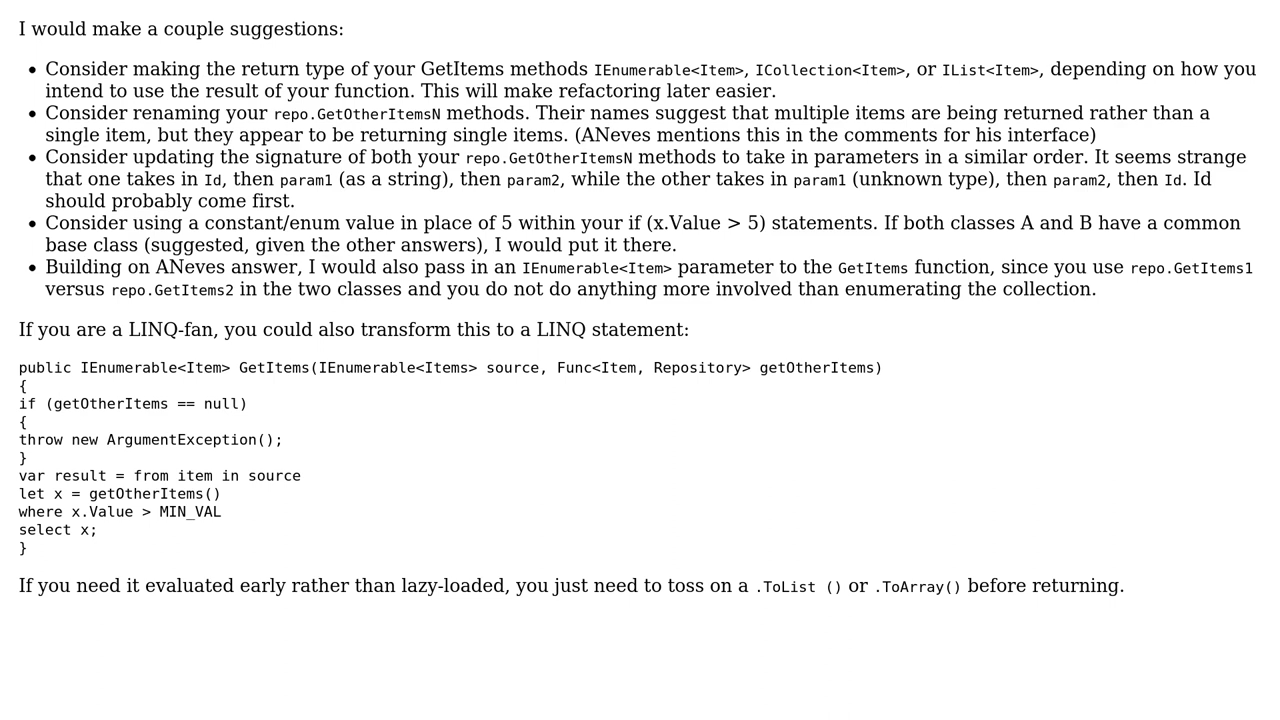 I would make a couple suggestions:
• Consider making the return type of your GetItems methods IEnumerable<Item>, ICollection<Item>, or IList<Item>, depending on how you
intend to use the result of your function. This will make refactoring later easier.
• Consider renaming your repo.GetOtherItemsN methods. Their names suggest that multiple items are being returned rather than a
single item, but they appear to be returning single items. (ANeves mentions this in the comments for his interface)
• Consider updating the signature of both your repo.GetOtherItemsN methods to take in parameters in a similar order. It seems strange
that one takes in Id, then param1 (as a string), then param2, while the other takes in param1 (unknown type), then param2, then Id. Id
should probably come first.
• Consider using a constant/enum value in place of 5 within your if (x.Value > 5) statements. If both classes A and B have a common
base class (suggested, given the other answers), I would put it there.
• Building on ANeves answer, I would also pass in an IEnumerable<Item> parameter to the GetItems function, since you use repo.GetItems1
versus repo.GetItems2 in the two classes and you do not do anything more involved than enumerating the collection.
If you are a LINQ-fan, you could also transform this to a LINQ statement:
public IEnumerable<Item> GetItems(IEnumerable<Items> source, Func<Item, Repository> getOtherItems)
{
if (getOtherItems == null)
{
throw new ArgumentException();
}
var result = from item in source
let x = getOtherItems()
where x.Value > MIN_VAL
select x;
}
If you need it evaluated early rather than lazy-loaded, you just need to toss on a .ToList () or .ToArray() before returning.